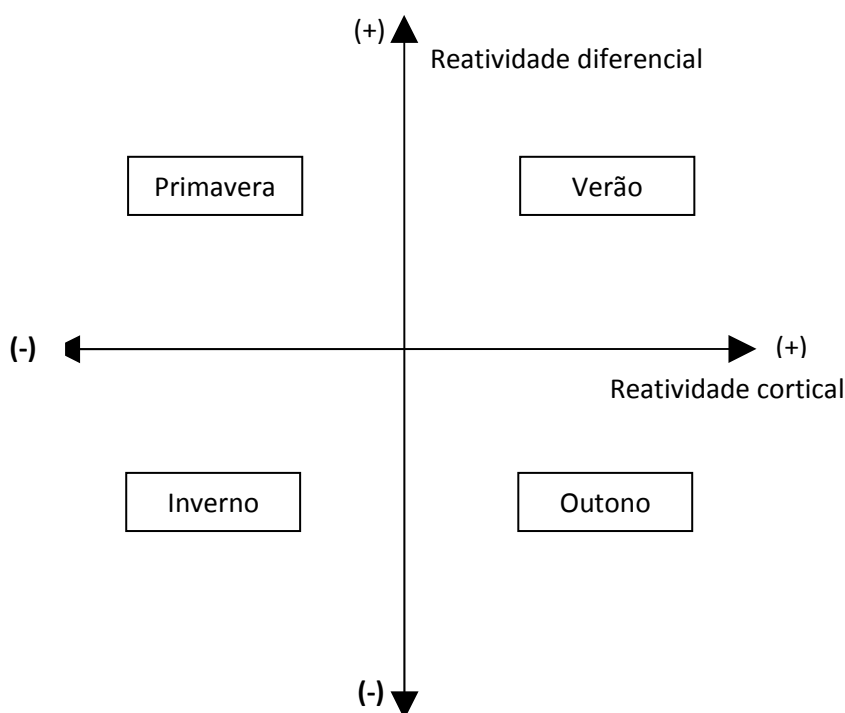 (+)
Reatividade diferencial
Primavera
Verão
(-)
(+)
Reatividade cortical
Inverno
Outono
(-)